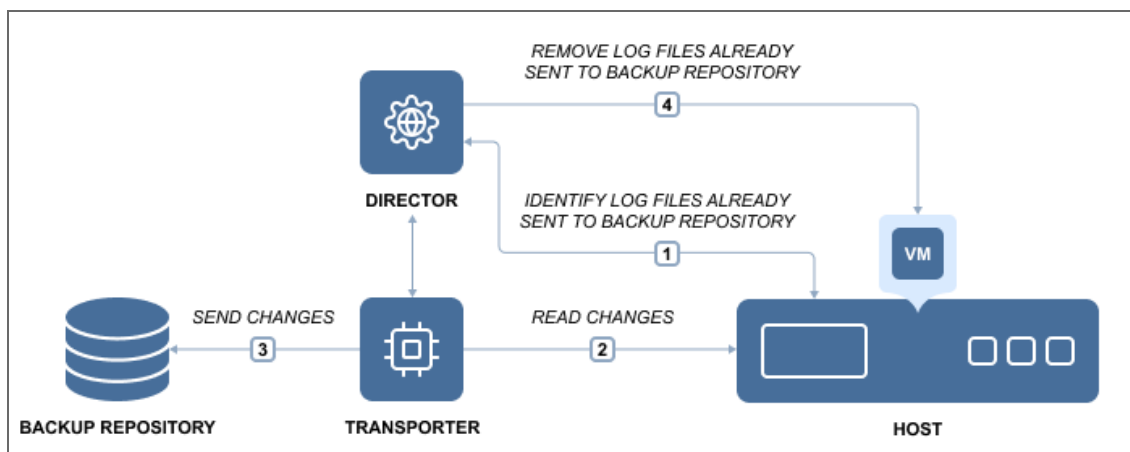 REMOVE LOG FILES ALREADY
SENT TO BACKUP REPOSITORY
4
DIRECTOR
IDENTIFY LOG FILES ALREADY
SENT TO BACKUP REPOSITORY
1
VM
SEND CHANGES
3
READ CHANGES
2
BACKUP REPOSITORY
TRANSPORTER
HOST